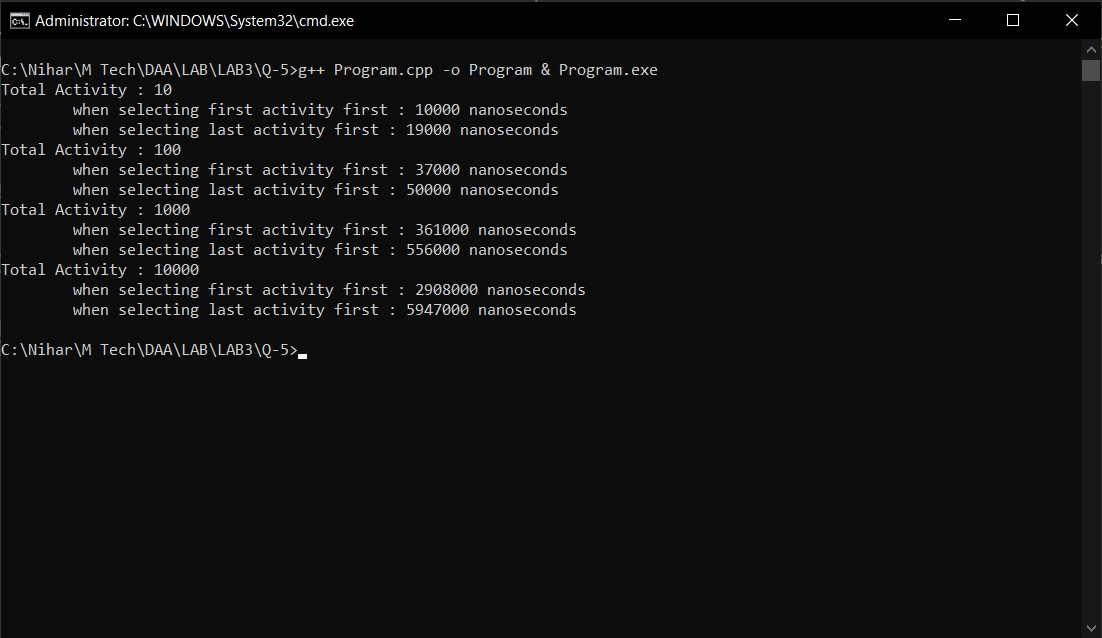 Administrator: C:\WINDOWS\System32\cmd.exe
C:\Nihar\M Tech\DAA\LAB\LAB3\Q-5>g++ Program.cpp -o Program & Program.exe
Total Activity : 10
        when selecting first activity first : 10000 nanoseconds
        when selecting last activity first : 19000 nanoseconds
Total Activity : 100
        when selecting first activity first : 37000 nanoseconds
        when selecting last activity first : 50000 nanoseconds
Total Activity : 1000
        when selecting first activity first : 361000 nanoseconds
        when selecting last activity first : 556000 nanoseconds
Total Activity : 10000
        when selecting first activity first : 2908000 nanoseconds
        when selecting last activity first : 5947000 nanoseconds
C:\Nihar\M Tech\DAA\LAB\LAB3\Q-5>